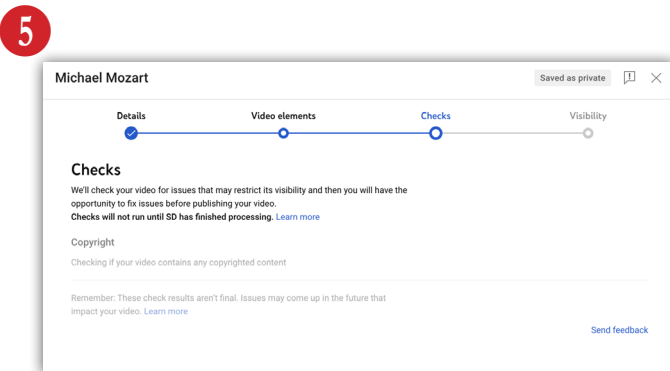 5
Michael Mozart
Saved as private
Details
Video elements
Checks
Visibility
Checks
We'll check your video for issues that may restrict its visibility and then you will have the
opportunity to fix issues before publishing your video.
Checks will not run until SD has finished processing. Learn more
Copyright
Checking if your video contains any copyrighted content
Remember: These check results aren't final. Issues may come up in the future that
impact your video. Learn more
Send feedback